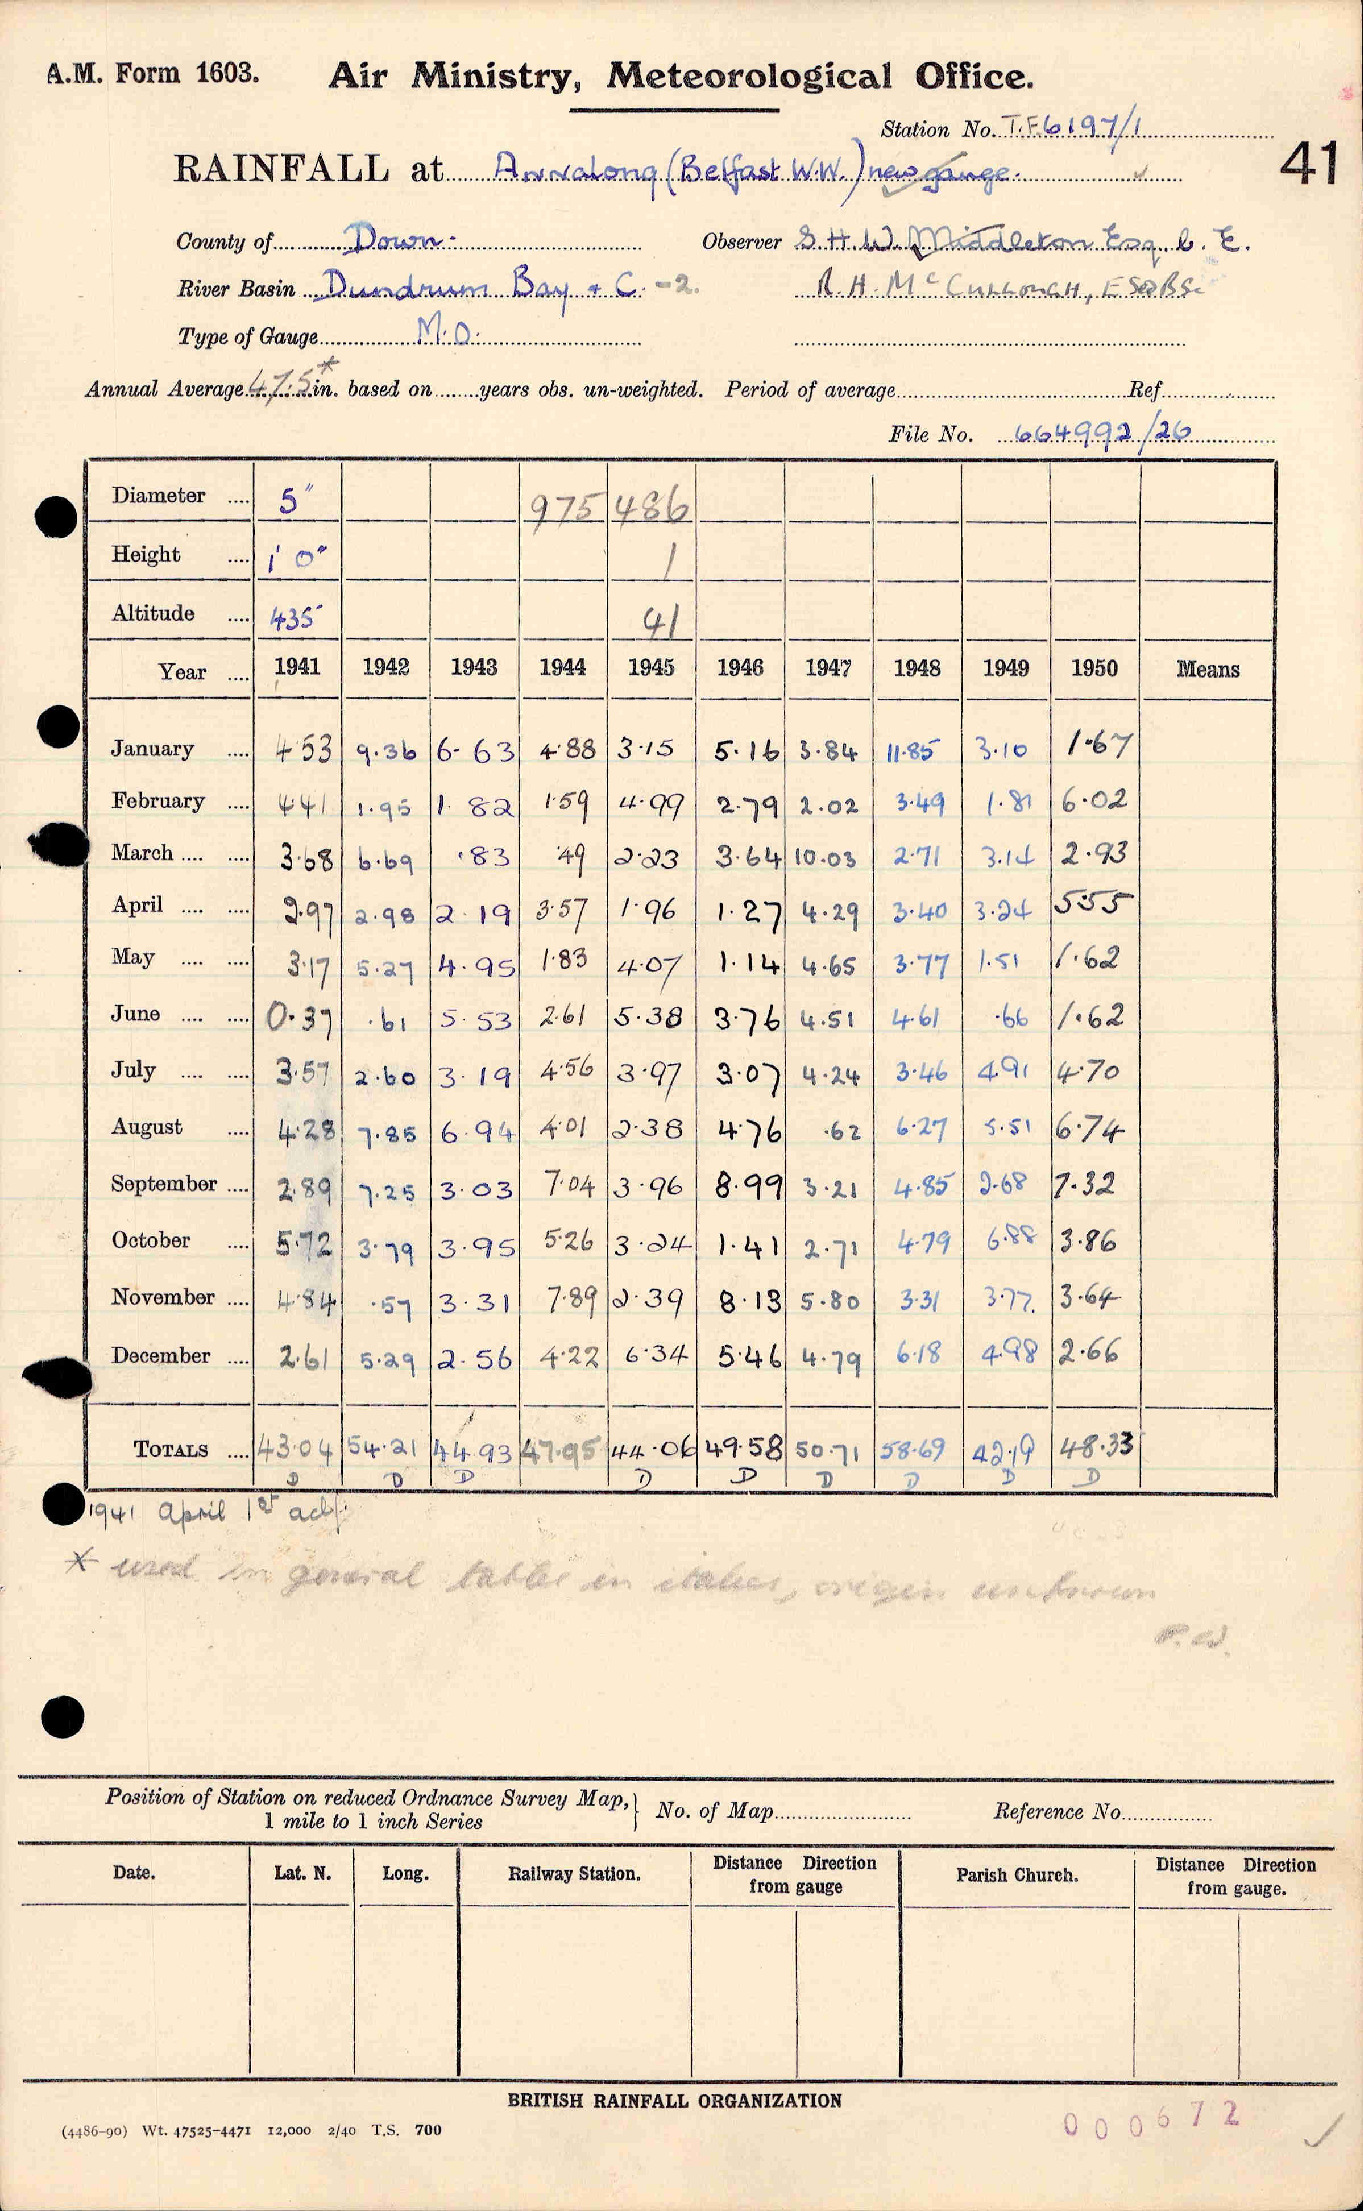 A.M. Form 1603. Air Ministry, Meteorological Office.
Station No. T.F.6197/1
41
RAINFALL at Annalong (Belfast W.W.) new gauge.
County of Down. Observer S.H.W. Middleton Esq C.E.
River Basin Dundrum Bay + C -2. R.H. McCULLOUGH, ESQ BSc
Type of Gauge M.O.
Annual Average 47.5* in. based on years obs. un-weighted. Period of average Ref.
File No. 664992/26
Diameter 5" 975 486
Height 1' 0" 1
Altitude 435 41
Year 1941 1942 1943 1944 1945 1946 1947 1948 1949 1950 Means
January 4.53 9.36 6.63 4.88 3.15 5.16 3.84 11.85 3.10 1.67
February 4.41 1.95 1.82 1.59 4.99 2.79 2.02 3.49 1.81 6.02
March 3.68 6.69 .83 .49 2.23 3.64 10.03 2.71 3.14 2.93
April 2.97 2.98 2.19 3.57 1.96 1.27 4.29 3.40 3.24 5.55
May 3.17 5.27 4.95 1.83 4.07 1.14 4.65 3.77 1.51 1.62
June 0.37 .61 5.53 2.61 5.38 3.76 4.51 4.61 .66 1.62
July 3.57 2.60 3.19 4.56 3.97 3.07 4.24 3.46 4.91 4.70
August 4.28 7.85 6.94 4.01 2.38 4.76 .62 6.27 5.51 6.74
September 2.89 7.25 3.03 7.04 3.96 8.99 3.21 4.85 2.68 7.32
October 5.72 3.79 3.95 5.26 3.24 1.41 2.71 4.79 6.88 3.86
November 4.84 .57 3.31 7.89 2.39 8.13 5.80 3.31 3.77 3.64
December 2.61 5.29 2.56 4.22 6.34 5.46 4.79 6.18 4.98 2.66
TOTALS 43.04 54.21 44.93 47.95 44.06 49.58 50.71 58.69 42.19 48.33
D D D D D D D D D
1941 April 1st adj.
* used in general tables in italics, origin unknown
P.W.
Position of Station on reduced Ordnance Survey Map, } No. of Map Reference No.
1 mile to 1 inch Series
Date. Lat. N. Long. Railway Station. Distance Direction from gauge Parish Church. Distance Direction from gauge.
BRITISH RAINFALL ORGANIZATION
(4486-90) Wt. 47525-4471 12,000 2/40 T.S. 700
000672